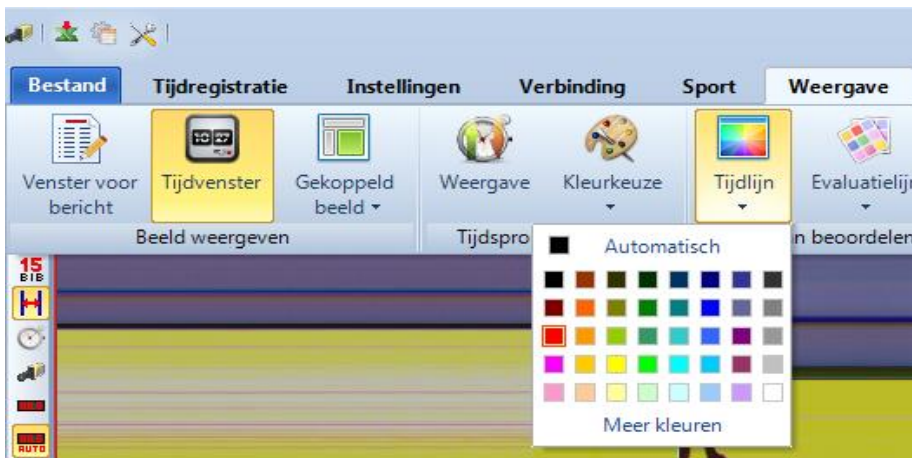 Bestand Tijdregistratie Instellingen Verbinding Sport Weergave
Venster voor bericht Tijdvenster Gekoppeld beeld Weergave Kleurkeuze Tijdlijn Evaluatielijn
Beeld weergeven Tijdspro n beoordelen
Automatisch
15
BIB
AUTO
Meer kleuren